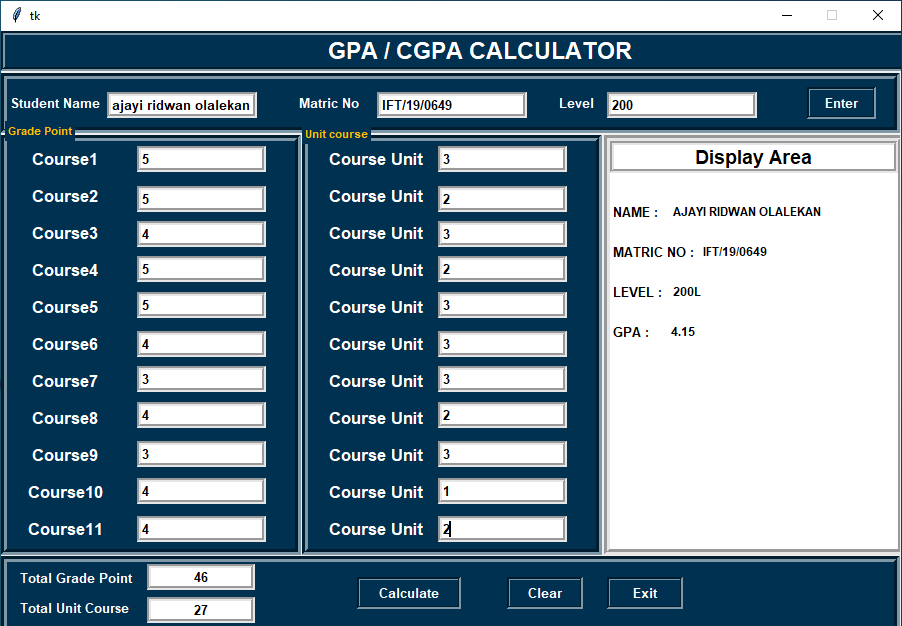 tk
GPA / CGPA CALCULATOR
Student Name ajayi ridwan olalekan Matric No IFT/19/0649 Level 200 Enter
Grade Point Unit course
Course1 5 Course Unit 3 Display Area
Course2 5 Course Unit 2 NAME : AJAYI RIDWAN OLALEKAN
Course3 4 Course Unit 3 MATRIC NO : IFT/19/0649
Course4 5 Course Unit 2 LEVEL : 200L
Course5 5 Course Unit 3 GPA : 4.15
Course6 4 Course Unit 3
Course7 3 Course Unit 3
Course8 4 Course Unit 2
Course9 3 Course Unit 3
Course10 4 Course Unit 1
Course11 4 Course Unit 2
Total Grade Point 46 Calculate Clear Exit
Total Unit Course 27